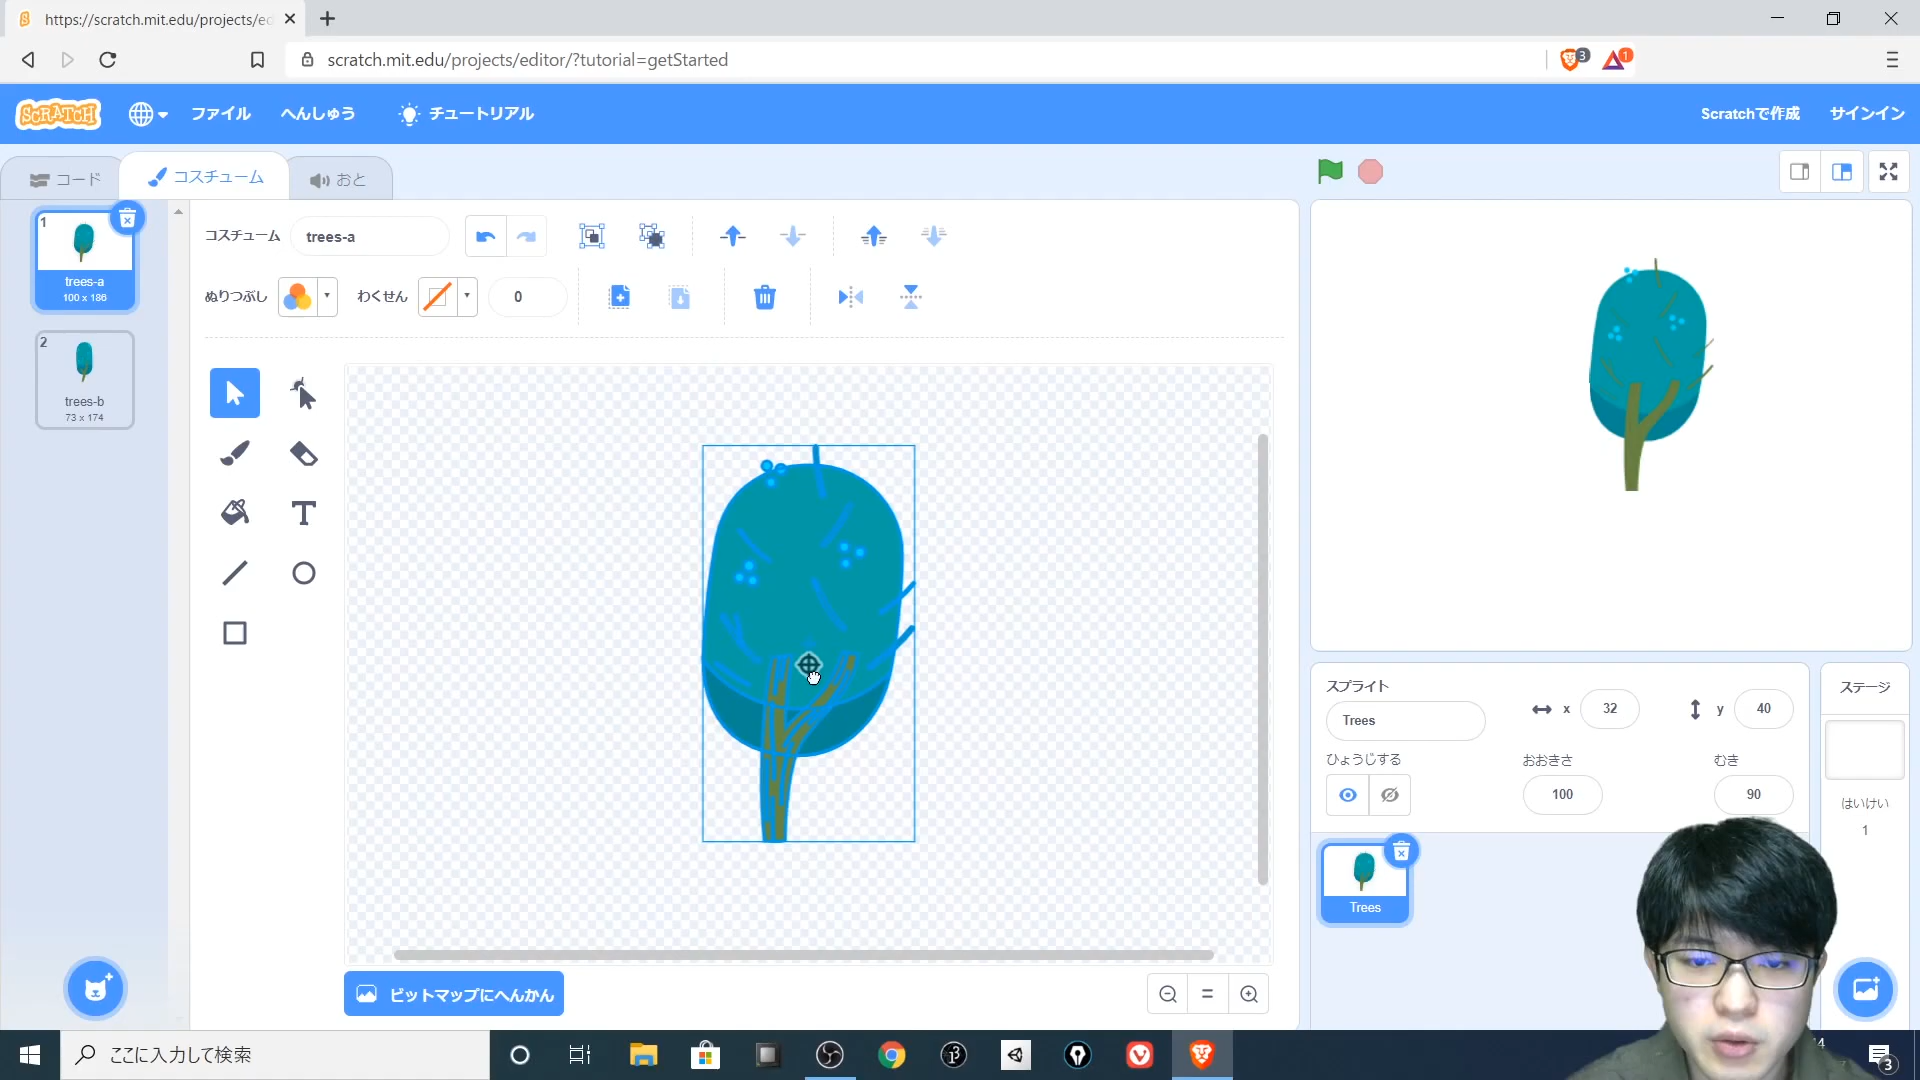 https://scratch.mit.edu/projects/ed
scratch.mit.edu/projects/editor/?tutorial=getStarted
3
1
SCRATCH
ファイル
へんしゅう
チュートリアル
Scratchで作成
サインイン
コード
コスチューム
おと
1
trees-a
100 x 186
2
trees-b
73 x 174
コスチューム
trees-a
ぬりつぶし
わくせん
0
T
ビットマップにへんかん
スプライト
Trees
x
32
y
40
ひょうじする
おおきさ
100
むき
90
Trees
ステージ
はいけい
1
ここに入力して検索
3